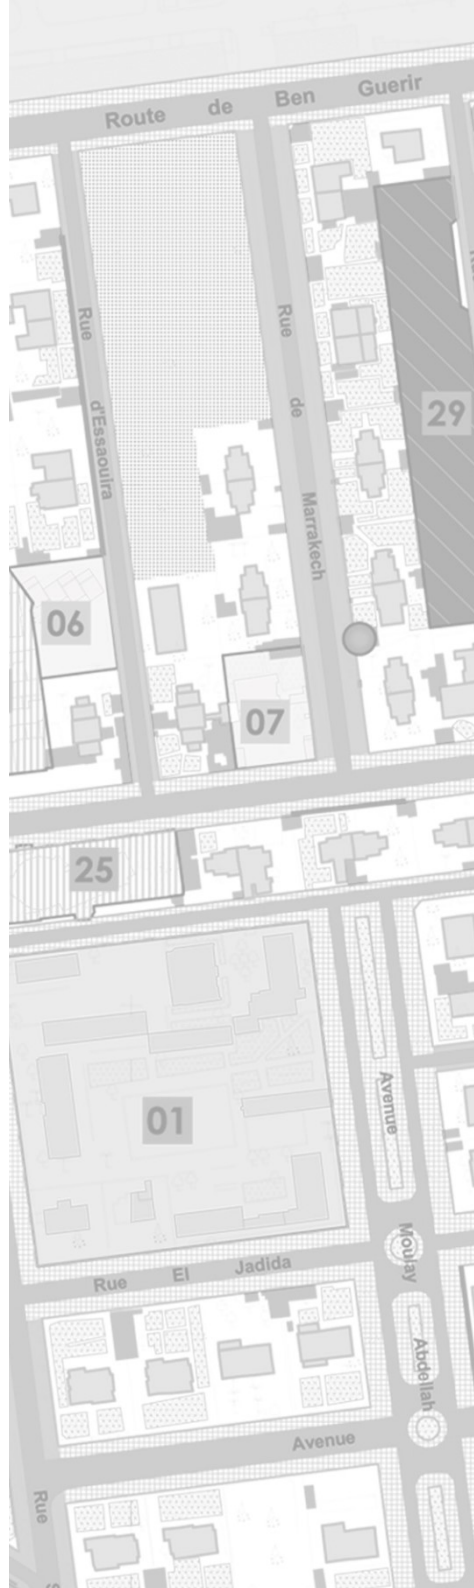 Route de Ben Guerir
Rue d'Essaouira
Rue de Marrakech
29
06
07
25
01
Avenue Moulay Abdellah
Rue El Jadida
Avenue
Rue